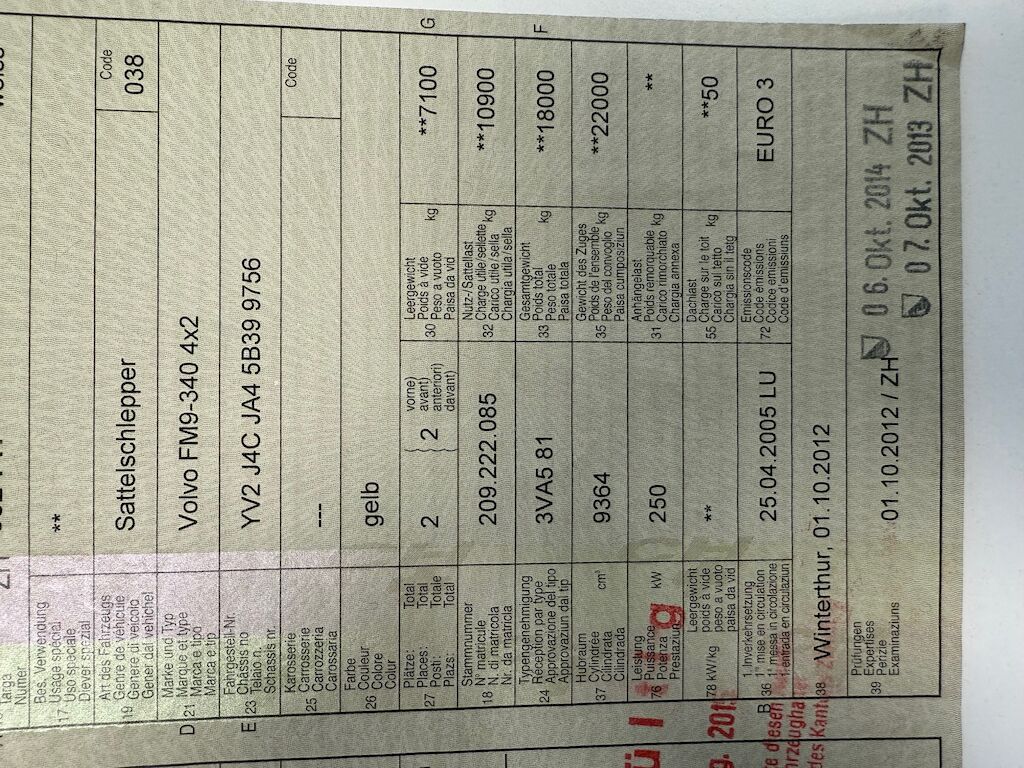 Targa
Numer
ZH
Bes. Verwendung
Usage spécial
17 Uso speciale
Diever spezial
**
Art des Fahrzeugs
Genre de véhicule
19 Genere di veicolo
Gener dal vehichel
Sattelschlepper
Code
038
Marke und Typ
Marque et type
D 21 Marca e tipo
Marca e tip
Volvo FM9-340 4x2
Fahrgestell-Nr.
Châssis no
E 23 Telaio n.
Schassis nr.
YV2 J4C JA4 5B39 9756
Karosserie
Carrosserie
25 Carrozzeria
Carossaria
---
Code
Farbe
Couleur
26 Colore
Colur
gelb
Plätze: Total
Places: Total
27 Posti: Totale
Plazs: Total
2
} 2 }
vorne)
avant)
anteriori)
davant)
Leergewicht
Poids à vide
30 Peso a vuoto
Paisa da vid
kg
**7100
G
Stammnummer
N° matricule
18 N. di matricola
Nr. da matricla
209.222.085
Nutz-/Sattellast
Charge utile/sellette
32 Carico utile/sella
Chargia utila/sella
kg
**10900
Typengenehmigung
Réception par type
24 Approvazione del tipo
Approvaziun dal tip
3VA5 81
Gesamtgewicht
Poids total
33 Peso totale
Paisa totala
kg
**18000
F
Hubraum
Cylindrée
37 Cilindrata
Cilindrada
cm³
9364
Gewicht des Zuges
Poids de l'ensemble
35 Peso del convoglio
Paisa cumposiziun
kg
**22000
Leistung
Puissance
76 Potenza
Prestaziun
kW
250
Anhängelast
Poids remorquable
31 Carico rimorchiato
Chargia annexa
kg
**
78 kW/kg
Leergewicht
poids à vide
peso a vuoto
paisa da vid
**
Dachlast
Charge sur le toit
55 Carico sul tetto
Chargia sin il tetg
kg
**50
1. Inverkehrsetzung
B 36 1re mise en circulation
1a messa in circolazione
1. entrada en circulaziun
25.04.2005 LU
Emissionscode
Code émissions
72 Codice emissioni
Code d'emissiuns
EURO 3
38
Winterthur, 01.10.2012
Prüfungen
Expertises
39 Perizie
Examinaziuns
01.10.2012 / ZH
0 6. Okt. 2014 ZH
0 7. Okt. 2013 ZH